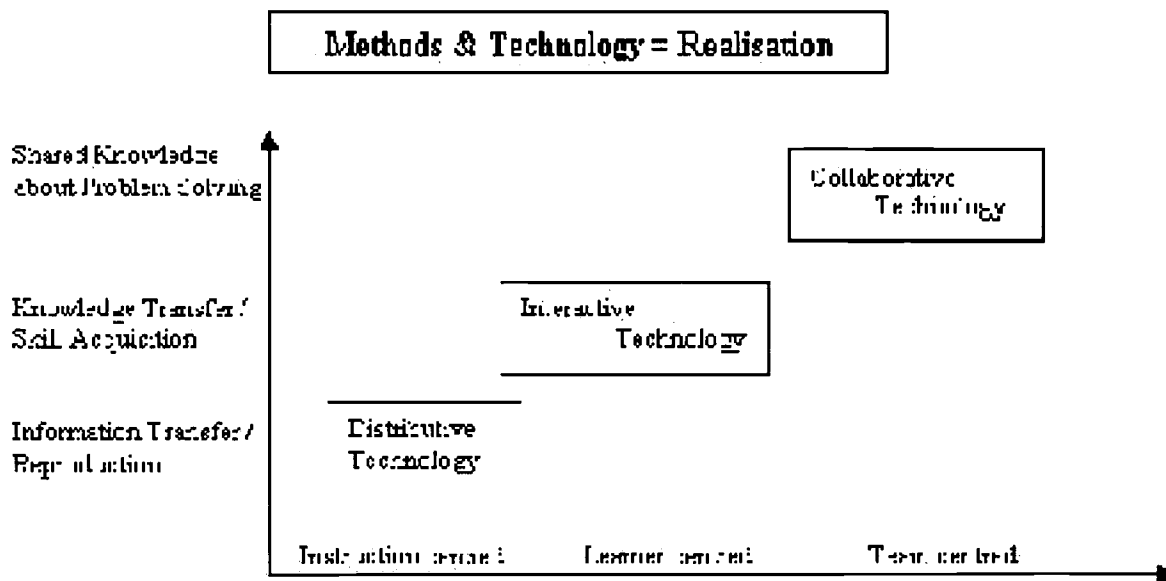 Methods & Technology = Realisation
Shared Knowledge
about Problem Solving
Collaborative
Technology
Knowledge Transfer /
Skill Acquisition
Interactive
Technology
Information Transfer /
Reproduction
Distributive
Technology
Instruction centred
Learner centred
Team centred